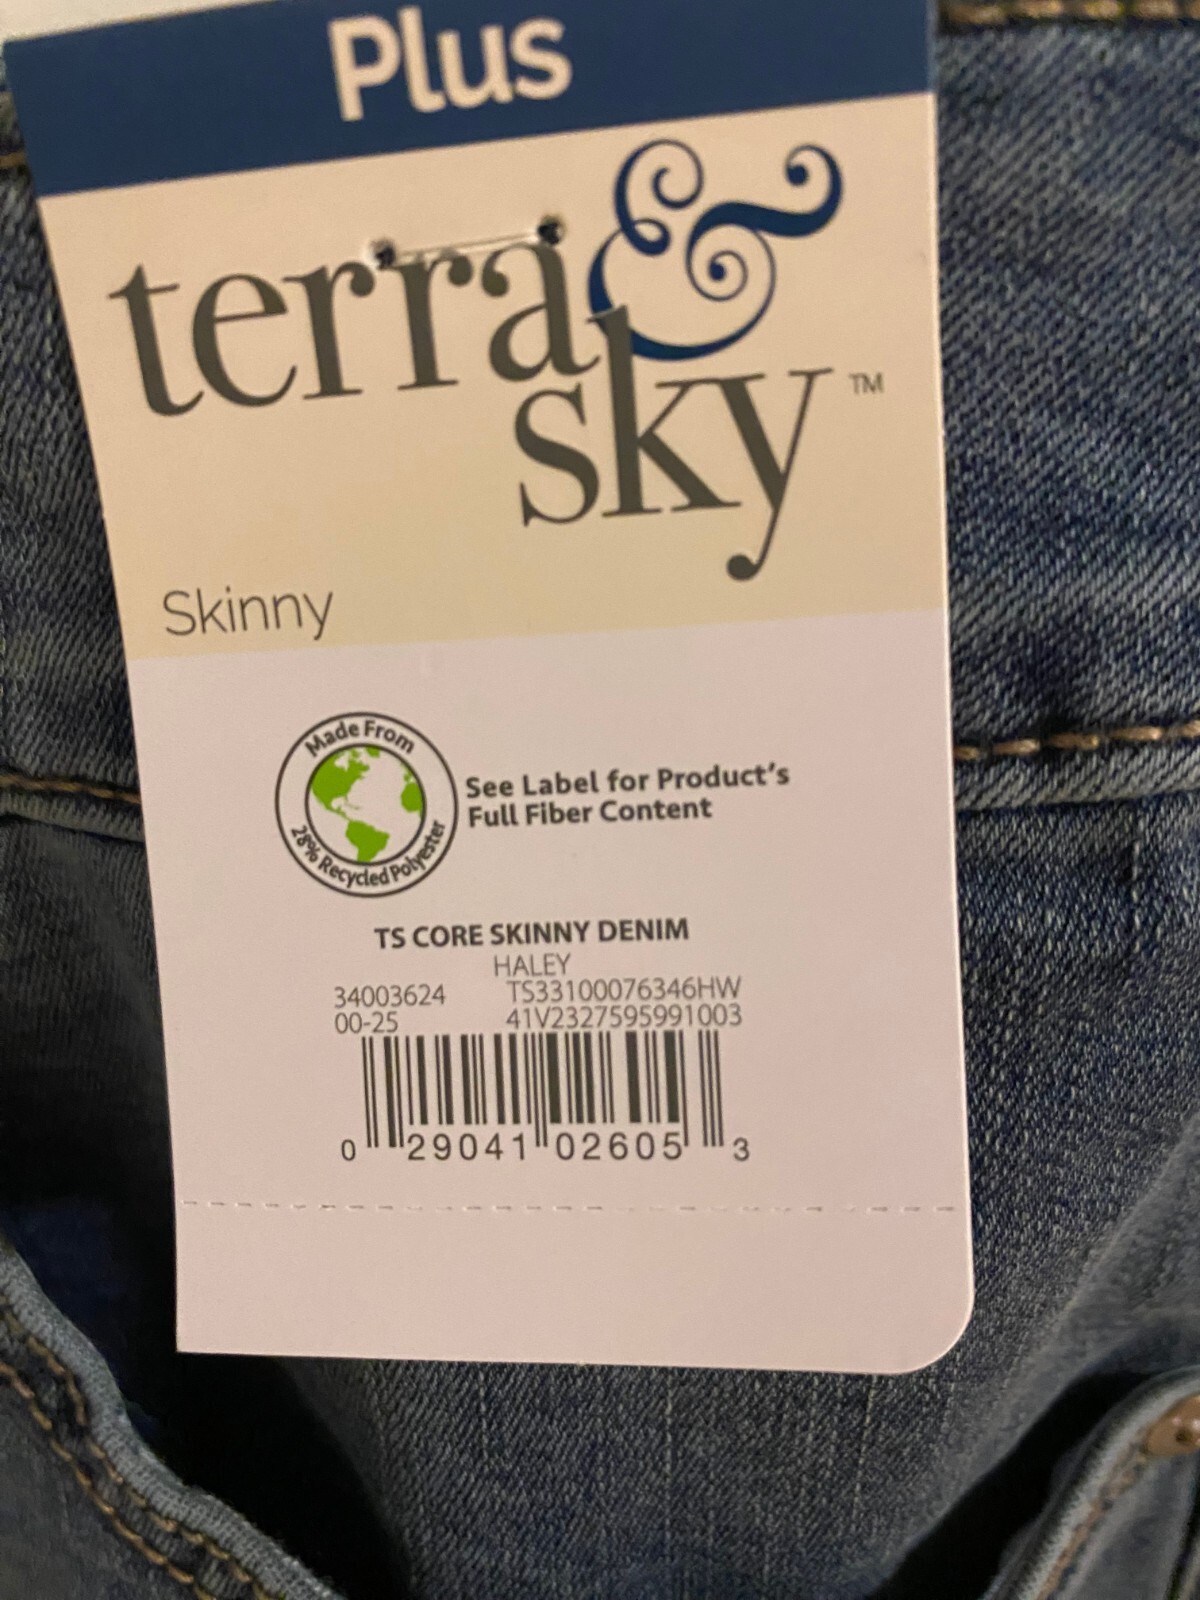 Plus
terra &
sky™
Skinny
Made From
28% Recycled Polyester
See Label for Product's
Full Fiber Content
TS CORE SKINNY DENIM
HALEY
34003624 TS33100076346HW
00-25 41V2327595991003
0 29041 02605 3